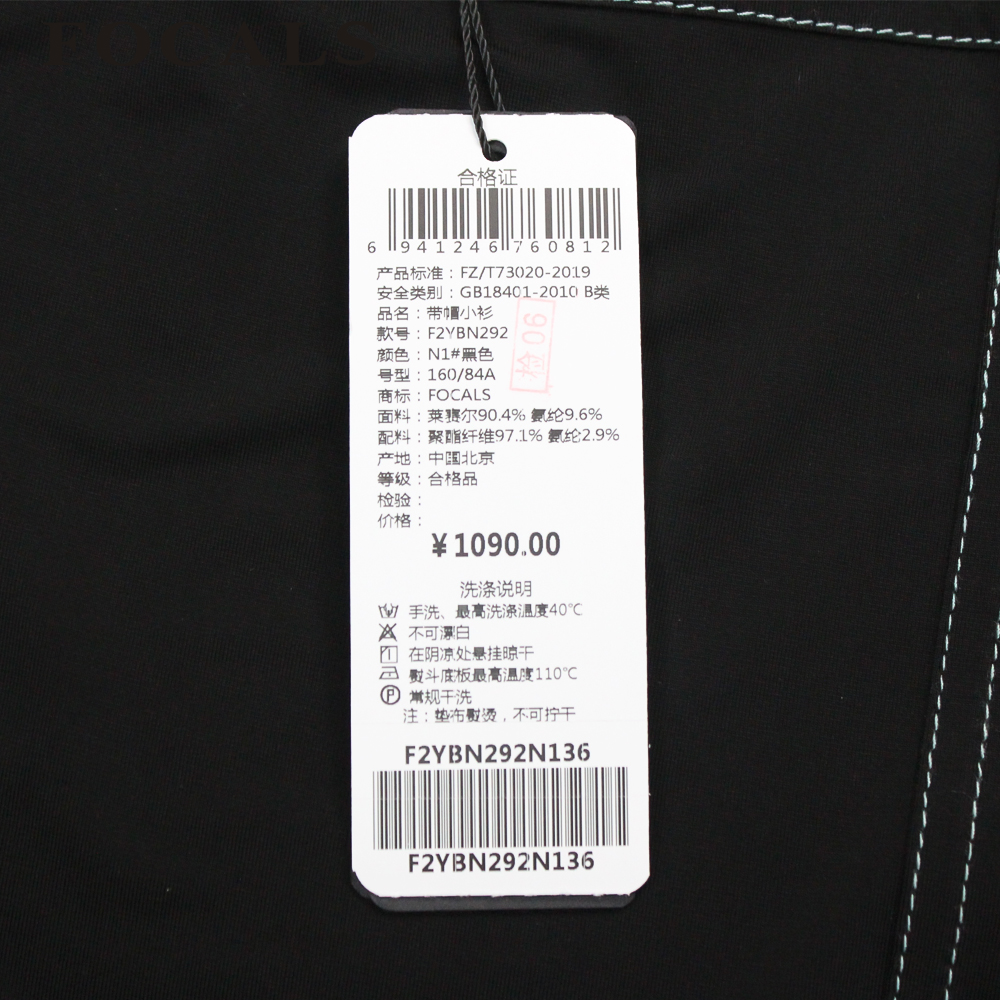 FOCALS
合格证
6 941246 760812
产品标准：FZ/T73020-2019
安全类别：GB18401-2010 B类
品名：带帽小衫
款号：F2YBN292
检06
颜色：N1#黑色
号型：160/84A
商标：FOCALS
面料：莱赛尔90.4% 氨纶9.6%
配料：聚酯纤维97.1% 氨纶2.9%
产地：中国北京
等级：合格品
检验：
价格：
¥1090.00
洗涤说明
手洗、最高洗涤温度40℃
不可漂白
在阴凉处悬挂晾干
熨斗底板最高温度110℃
P 常规干洗
注：垫布熨烫，不可拧干
F2YBN292N136
F2YBN292N136